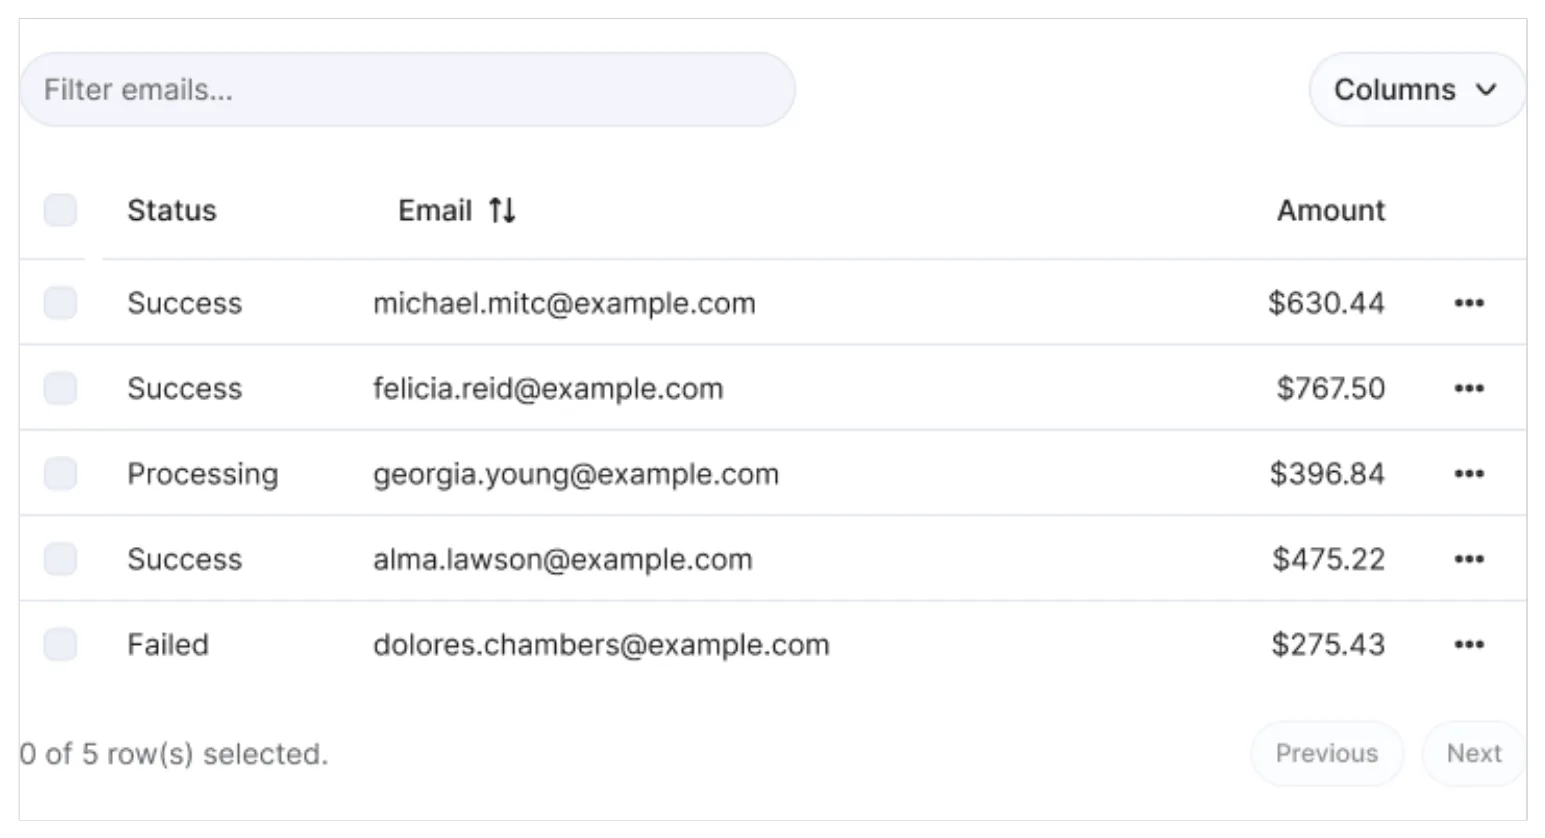 Filter emails...
Columns
Status Email Amount
Success michael.mitc@example.com $630.44
Success felicia.reid@example.com $767.50
Processing georgia.young@example.com $396.84
Success alma.lawson@example.com $475.22
Failed dolores.chambers@example.com $275.43
0 of 5 row(s) selected.
Previous Next